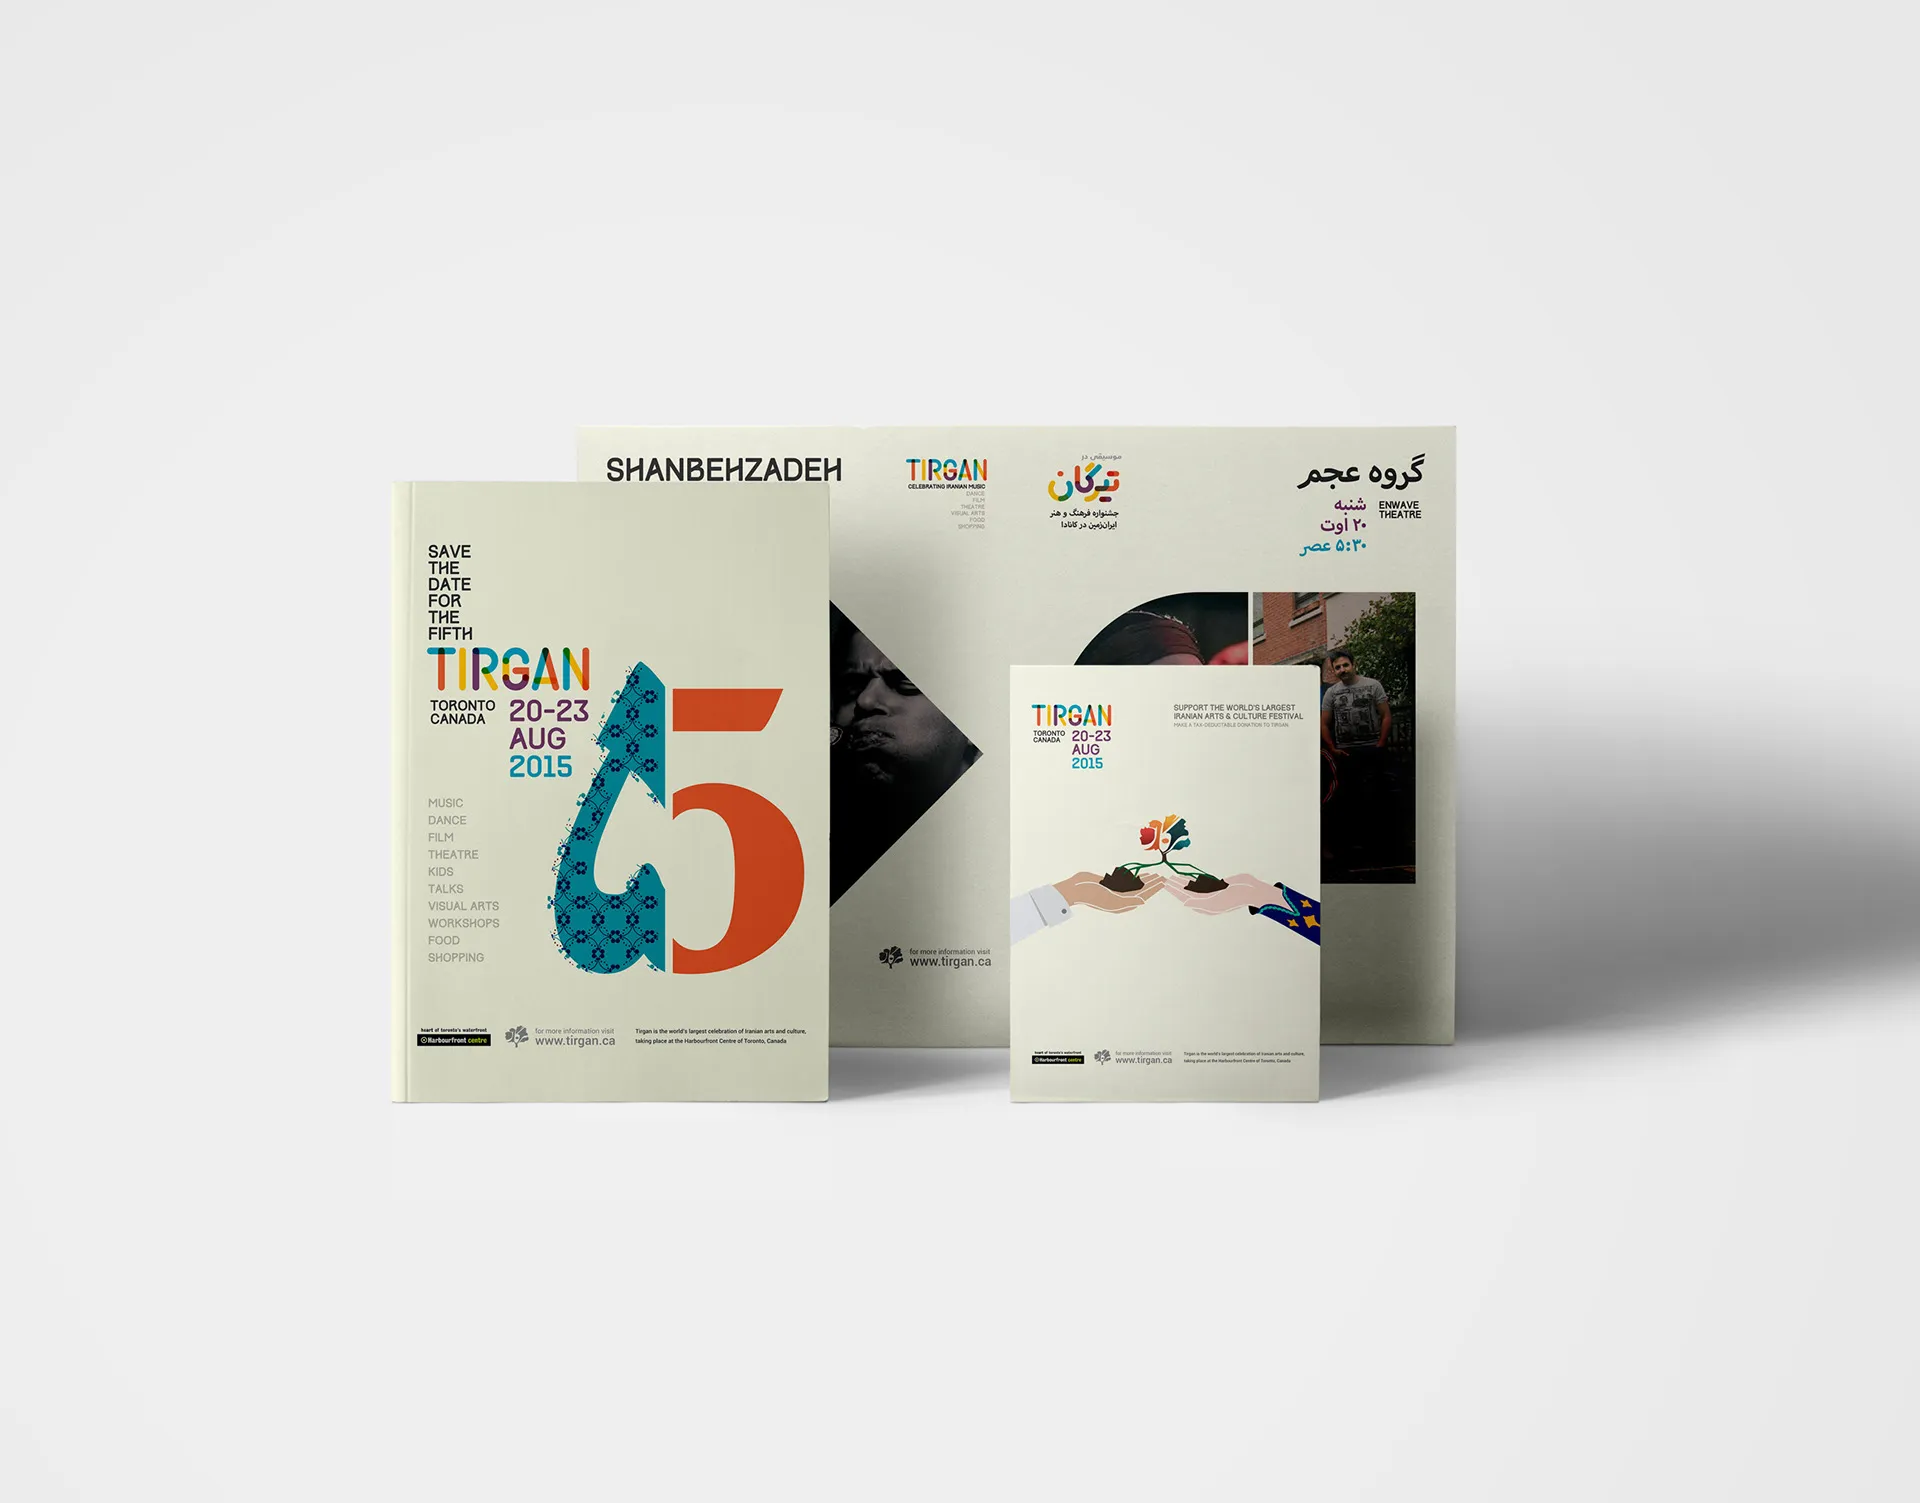 SHANBEHZADEH
TIRGAN
CELEBRATING IRANIAN MUSIC
DANCE
FILM
THEATRE
VISUAL ARTS
FOOD
SHOPPING
موسیقی در
تیرگان
جشنواره فرهنگ و هنر
ایران‌زمین در کانادا
گروه عجم
شنبه
۲۰ اوت
۵:۳۰ عصر
ENWAVE
THEATRE
for more information visit
www.tirgan.ca
SAVE
THE
DATE
FOR
THE
FIFTH
TIRGAN
TORONTO
CANADA
20-23
AUG
2015
5
MUSIC
DANCE
FILM
THEATRE
KIDS
TALKS
VISUAL ARTS
WORKSHOPS
FOOD
SHOPPING
heart of toronto's waterfront
Harbourfront centre
for more information visit
www.tirgan.ca
Tirgan is the world's largest celebration of Iranian arts and culture,
taking place at the Harbourfront Centre of Toronto, Canada
TIRGAN
TORONTO
CANADA
20-23
AUG
2015
SUPPORT THE WORLD'S LARGEST
IRANIAN ARTS & CULTURE FESTIVAL
MAKE A TAX-DEDUCTABLE DONATION TO TIRGAN
heart of toronto's waterfront
Harbourfront centre
for more information visit
www.tirgan.ca
Tirgan is the world's largest celebration of Iranian arts and culture,
taking place at the Harbourfront Centre of Toronto, Canada